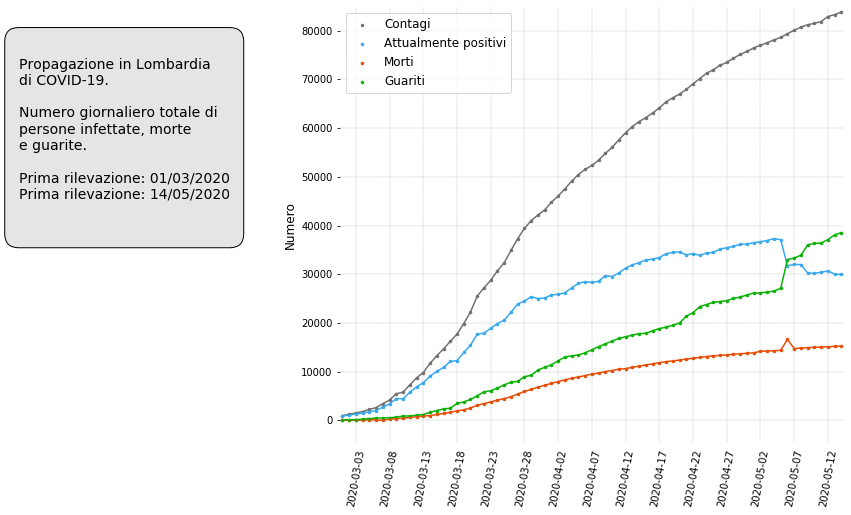 Propagazione in Lombardia
di COVID-19.
Numero giornaliero totale di
persone infettate, morte
e guarite.
Prima rilevazione: 01/03/2020
Prima rilevazione: 14/05/2020
Contagi
Attualmente positivi
Morti
Guariti
Numero
80000
70000
60000
50000
40000
30000
20000
10000
0
2020-03-03
2020-03-08
2020-03-13
2020-03-18
2020-03-23
2020-03-28
2020-04-02
2020-04-07
2020-04-12
2020-04-17
2020-04-22
2020-04-27
2020-05-02
2020-05-07
2020-05-12